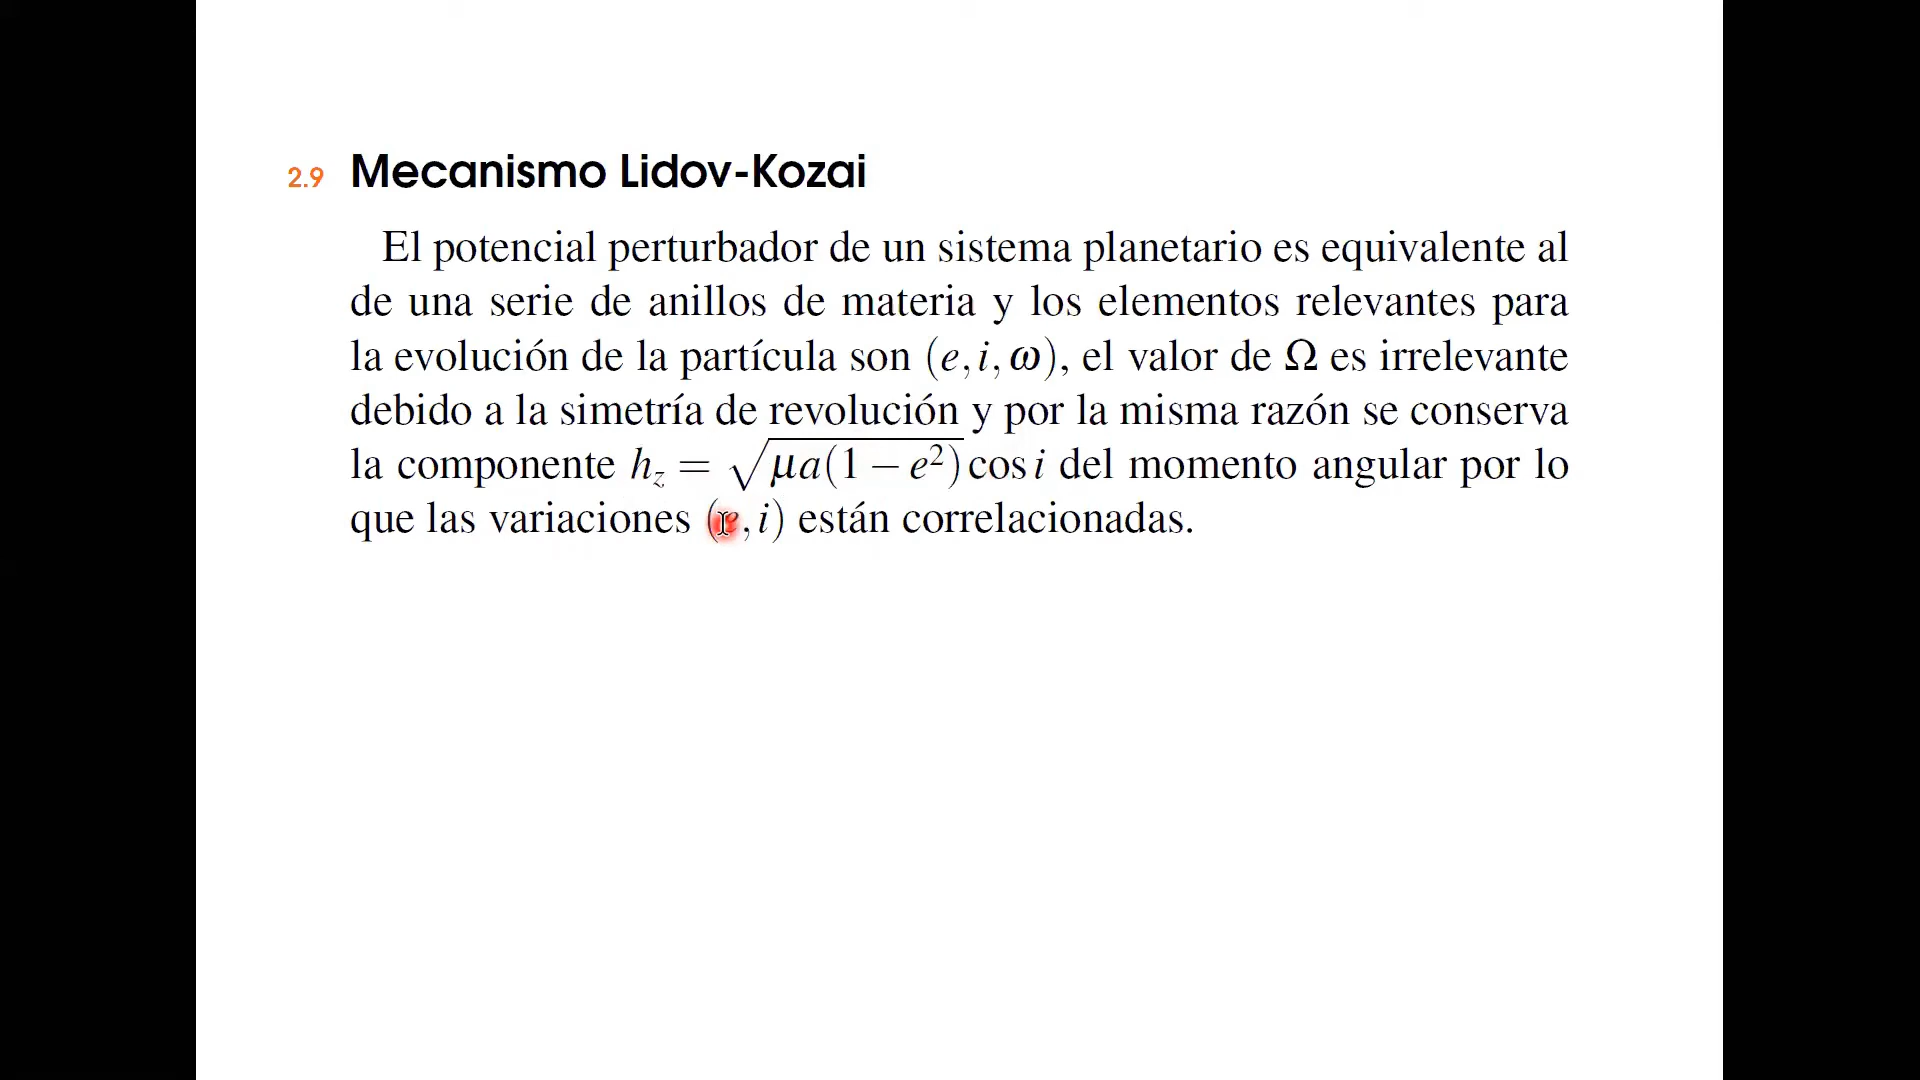 2.9 Mecanismo Lidov-Kozai
El potencial perturbador de un sistema planetario es equivalente al
de una serie de anillos de materia y los elementos relevantes para
la evolución de la partícula son (e, i, ω), el valor de Ω es irrelevante
debido a la simetría de revolución y por la misma razón se conserva
la componente h_z = √(μa(1 − e²)) cos i del momento angular por lo
que las variaciones (e, i) están correlacionadas.